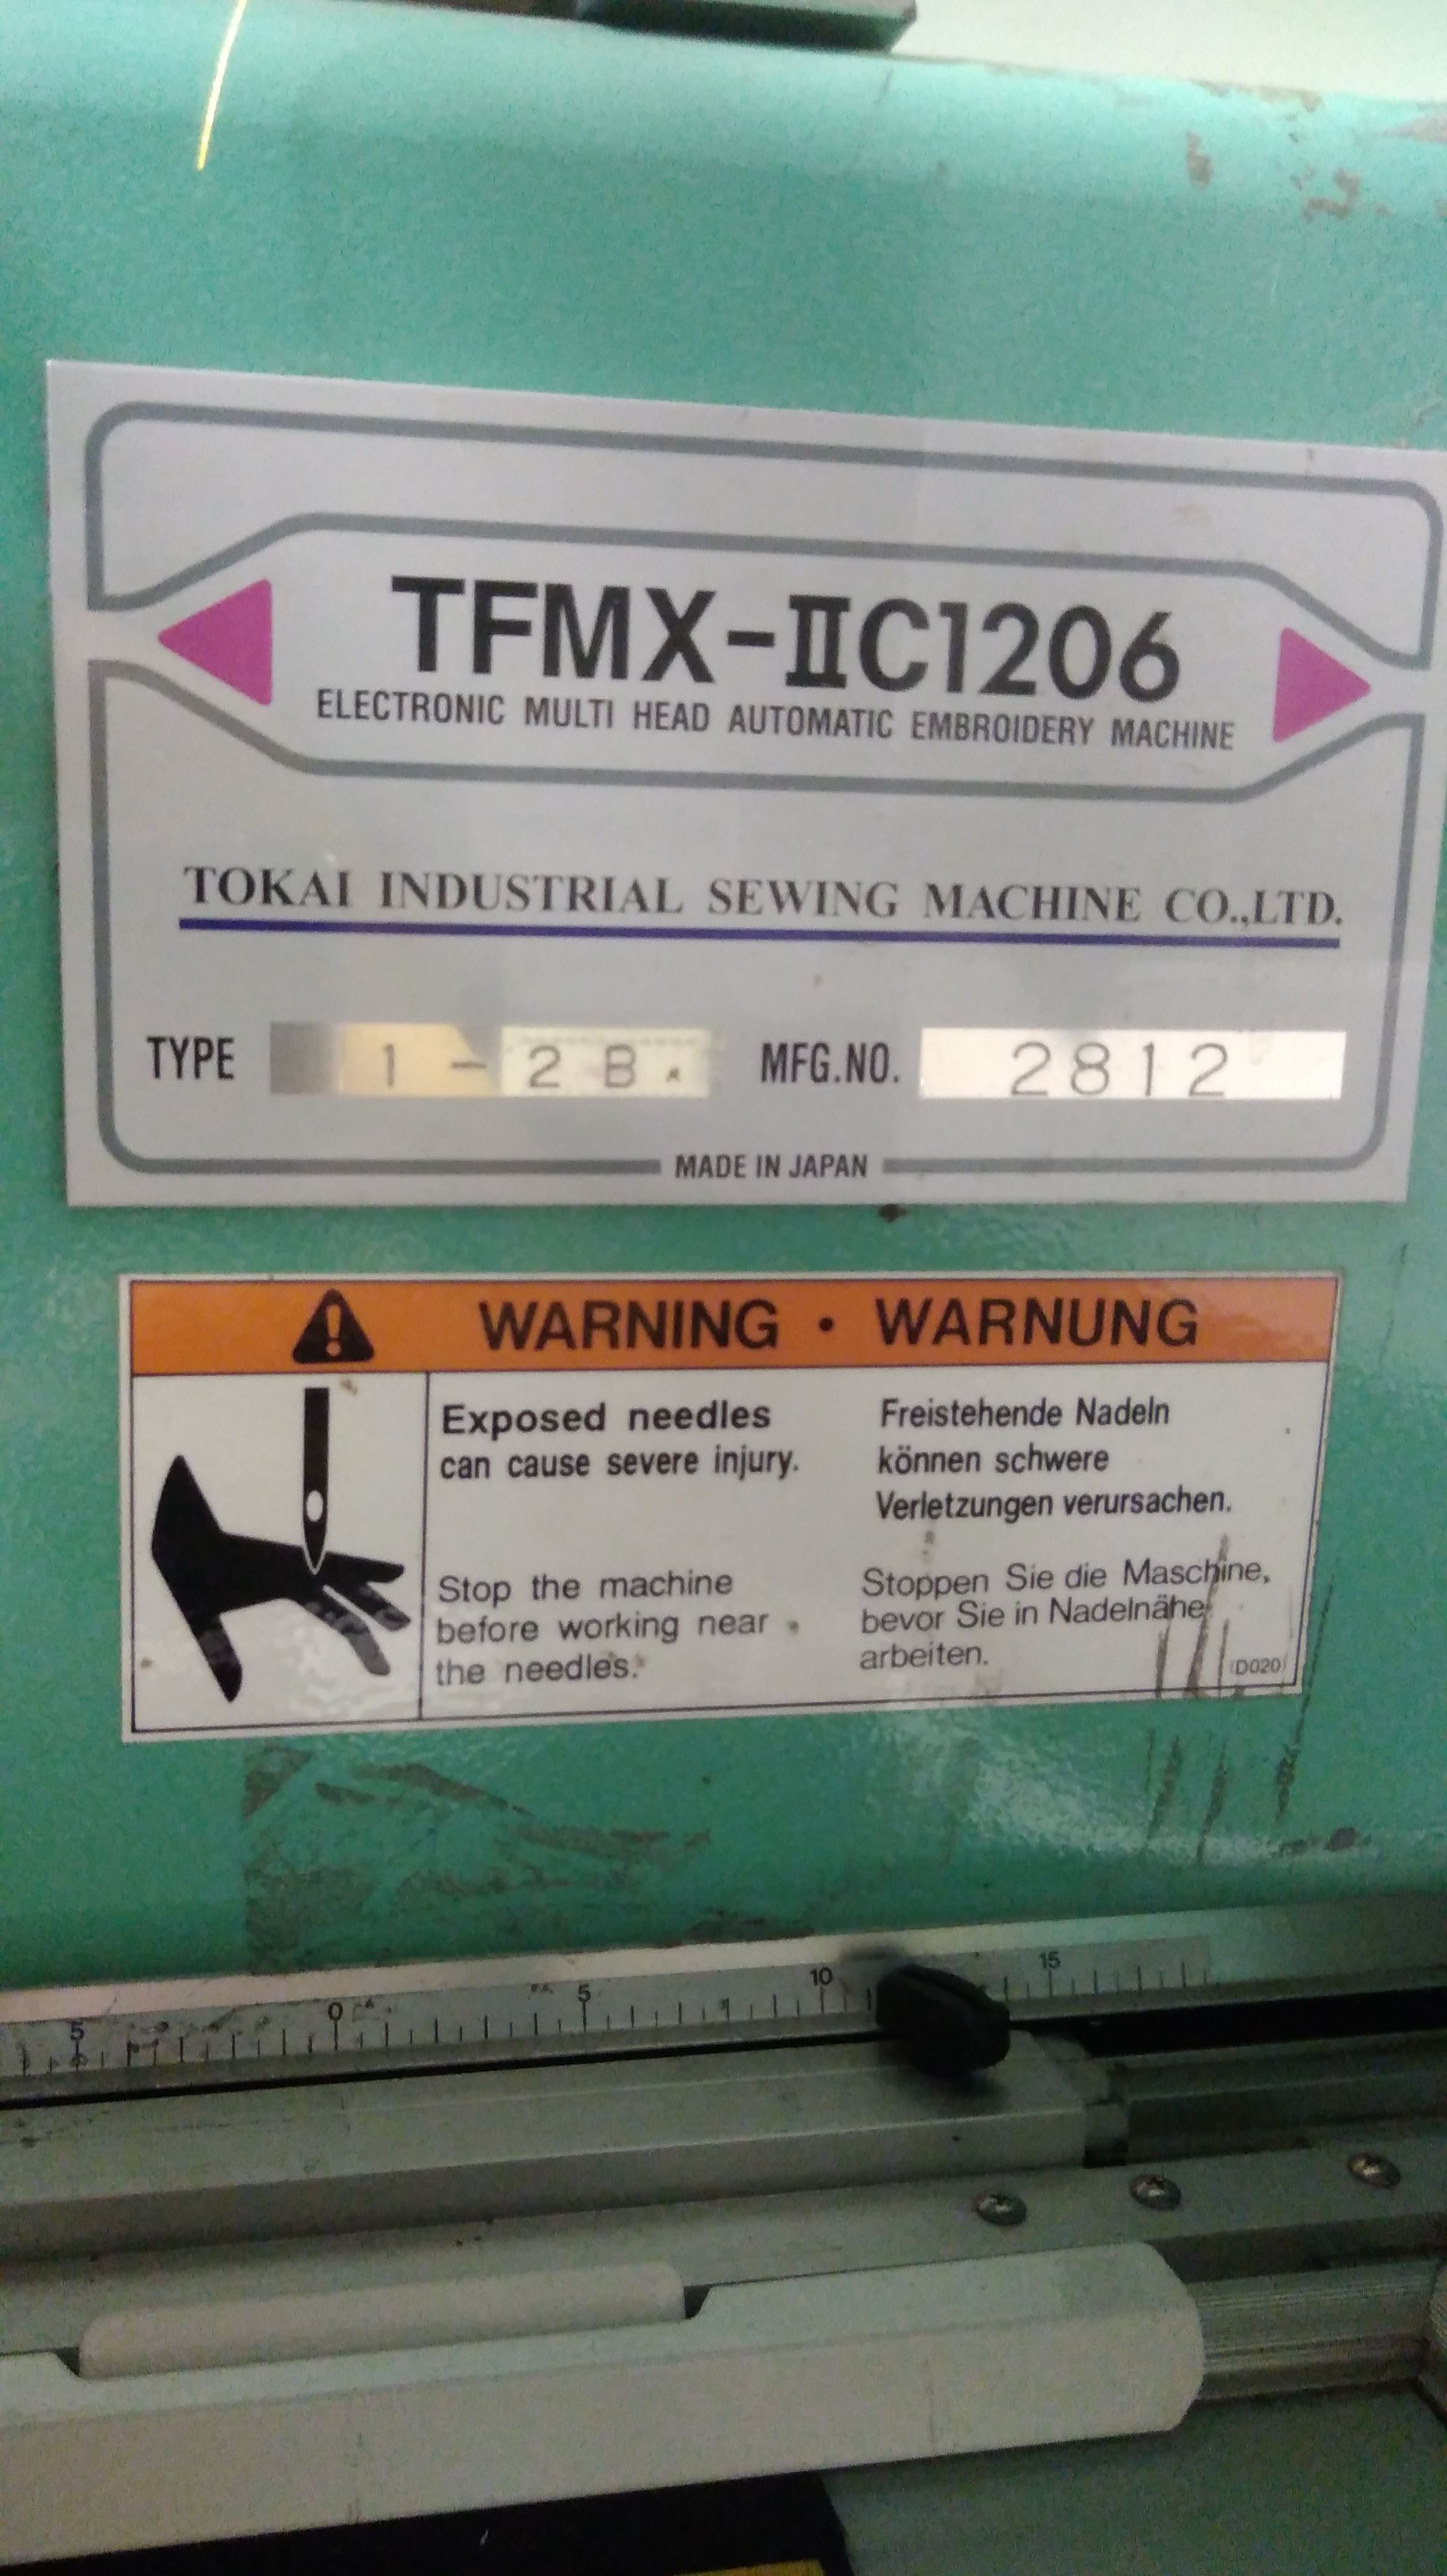 TFMX-IIC1206
ELECTRONIC MULTI HEAD AUTOMATIC EMBROIDERY MACHINE
TOKAI INDUSTRIAL SEWING MACHINE CO.,LTD.
TYPE 1-2B. MFG.NO. 2812
MADE IN JAPAN
WARNING · WARNUNG
Exposed needles
can cause severe injury.
Stop the machine
before working near
the needles.
Freistehende Nadeln
können schwere
Verletzungen verursachen.
Stoppen Sie die Maschine,
bevor Sie in Nadelnähe
arbeiten.
(D020)
5 0 5 10 15